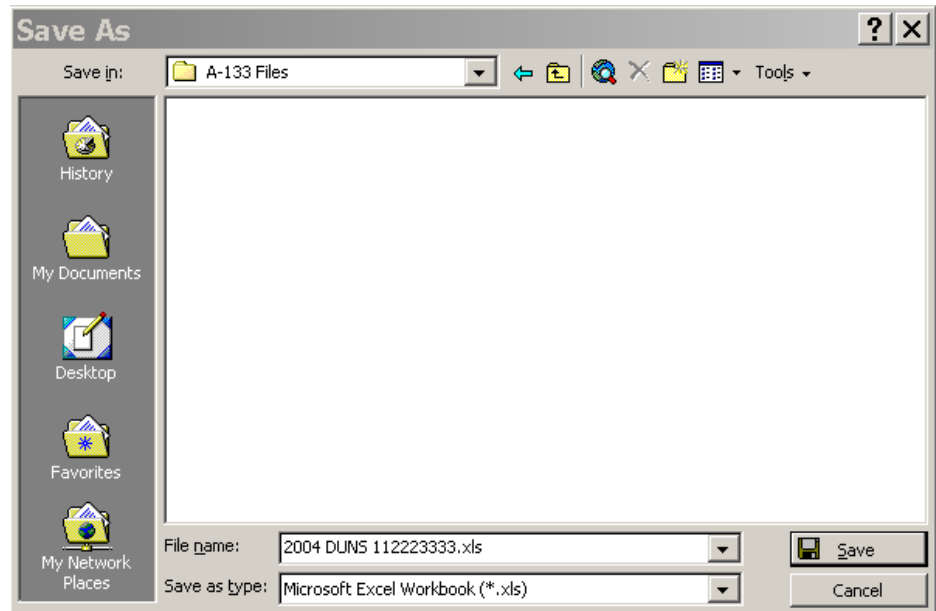 Save As
Save in:
A-133 Files
Tools
History
My Documents
Desktop
Favorites
My Network
Places
File name:
2004 DUNS 112223333.xls
Save
Save as type:
Microsoft Excel Workbook (*.xls)
Cancel